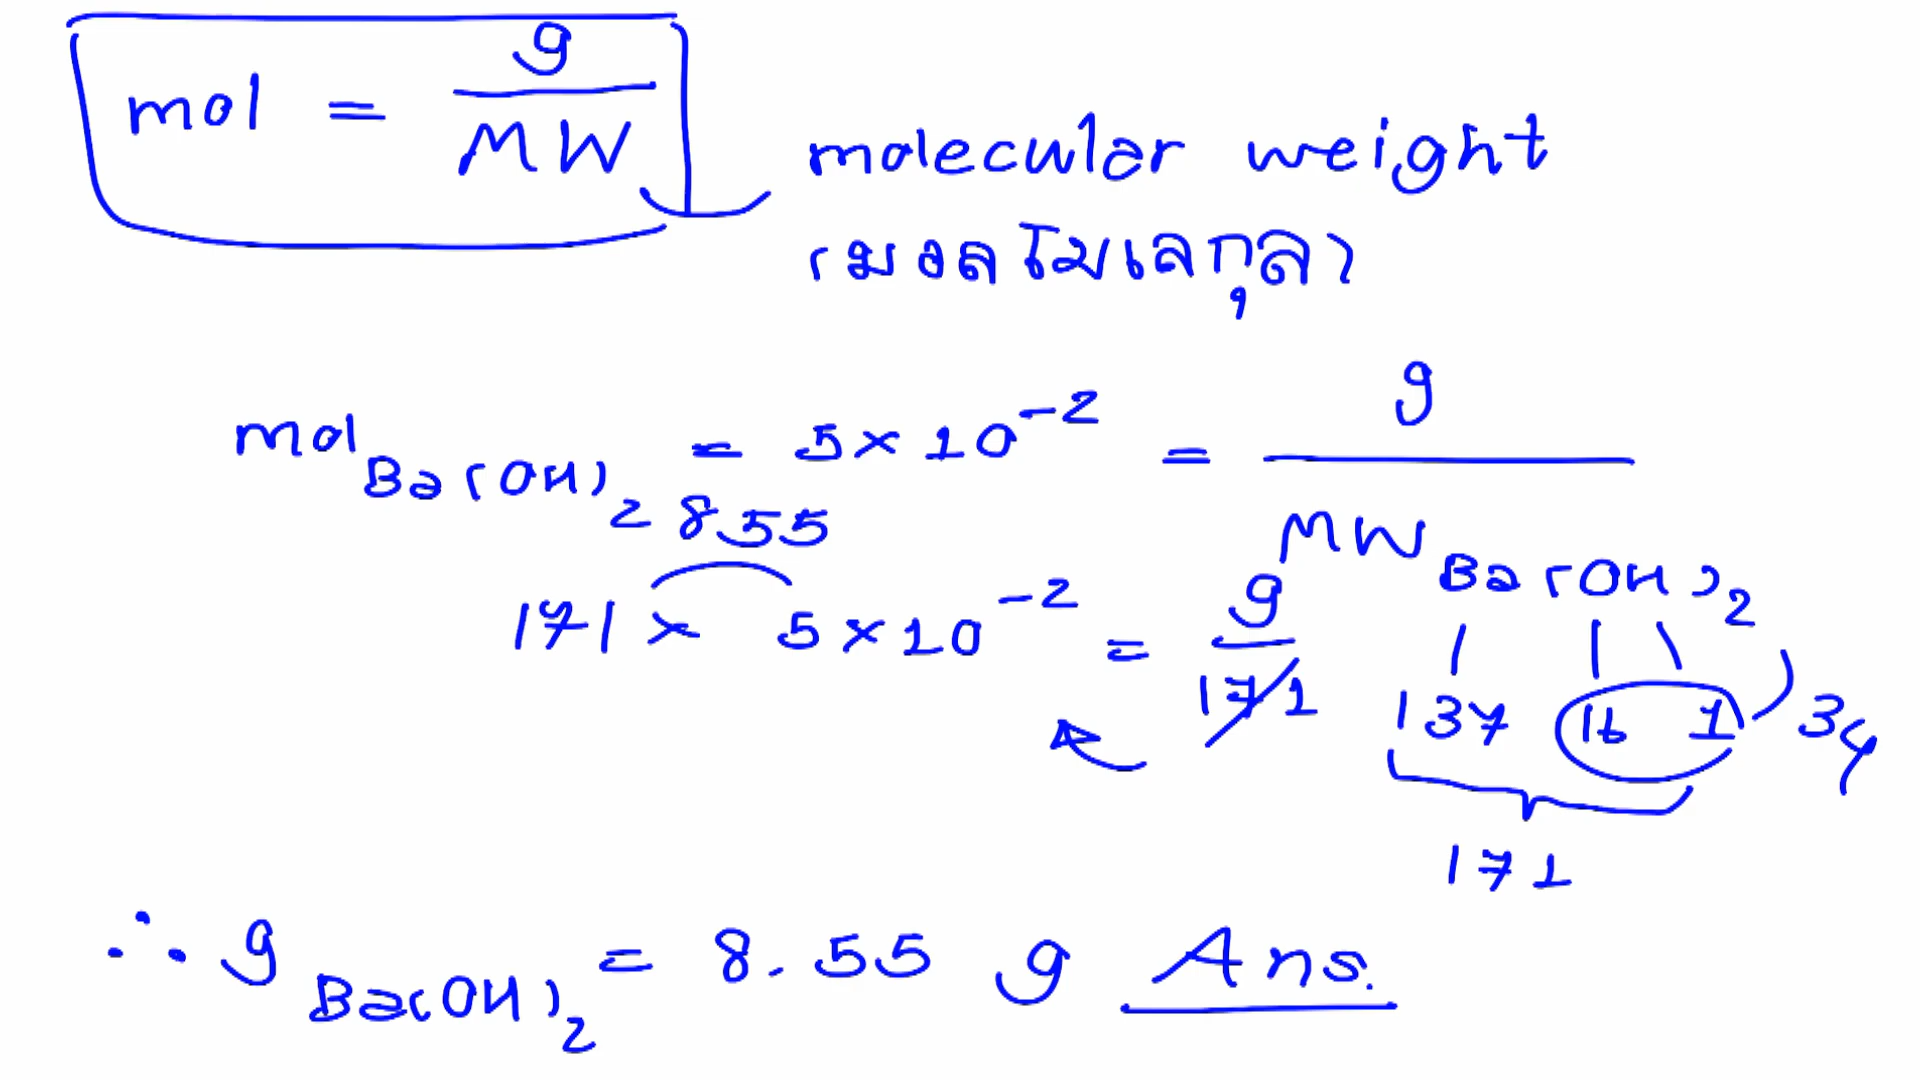 mol = g / MW
molecular weight
(มวลโมเลกุล)
mol Ba(OH)₂ = 5 × 10⁻² = g / MW Ba(OH)₂
855
171 × 5 × 10⁻² = g / 171
137 16 1 ) 34
171
∴ g Ba(OH)₂ = 8.55 g Ans.